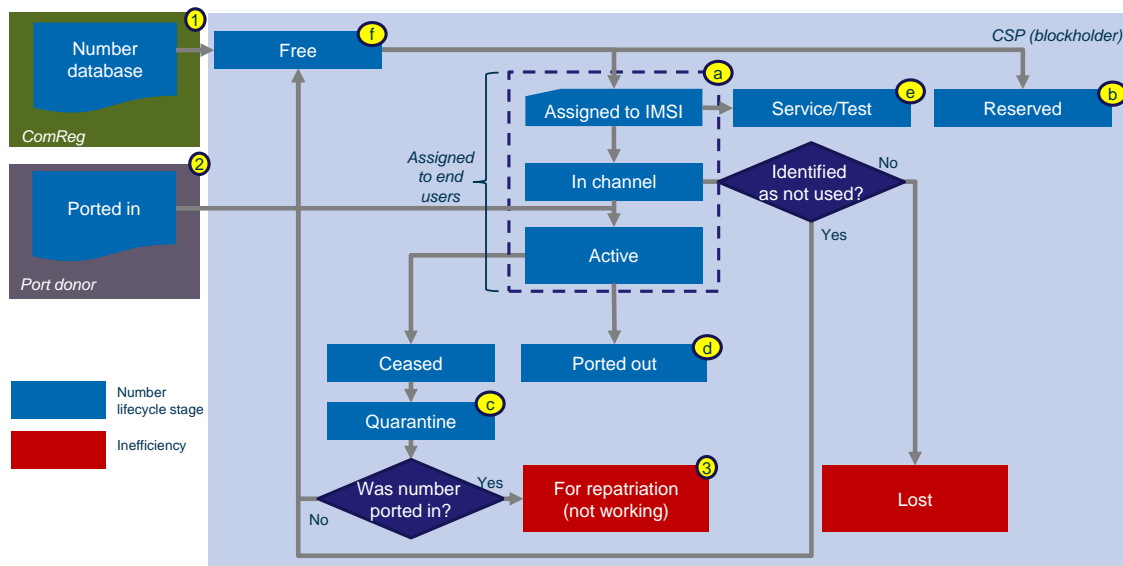 1
Number
database
ComReg
f
Free
CSP (blockholder)
a
Assigned to IMSI
e
Service/Test
b
Reserved
2
Ported in
Port donor
Assigned
to end
users
In channel
Identified
as not used?
No
Yes
Active
Ceased
d
Ported out
c
Quarantine
Number
lifecycle stage
Inefficiency
Was number
ported in?
Yes
No
3
For repatriation
(not working)
Lost